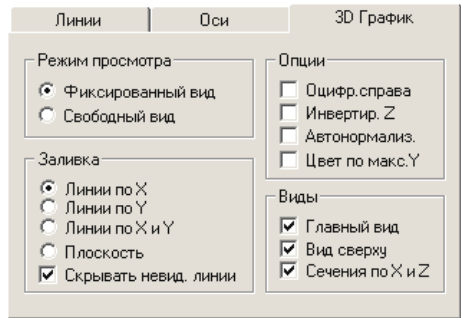 Линии
Оси
3D График
Режим просмотра
Фиксированный вид
Свободный вид
Заливка
Линии по X
Линии по Y
Линии по X и Y
Плоскость
Скрывать невид. линии
Опции
Оцифр.справа
Инвертир. Z
Автонормализ.
Цвет по макс.Y
Виды
Главный вид
Вид сверху
Сечения по X и Z